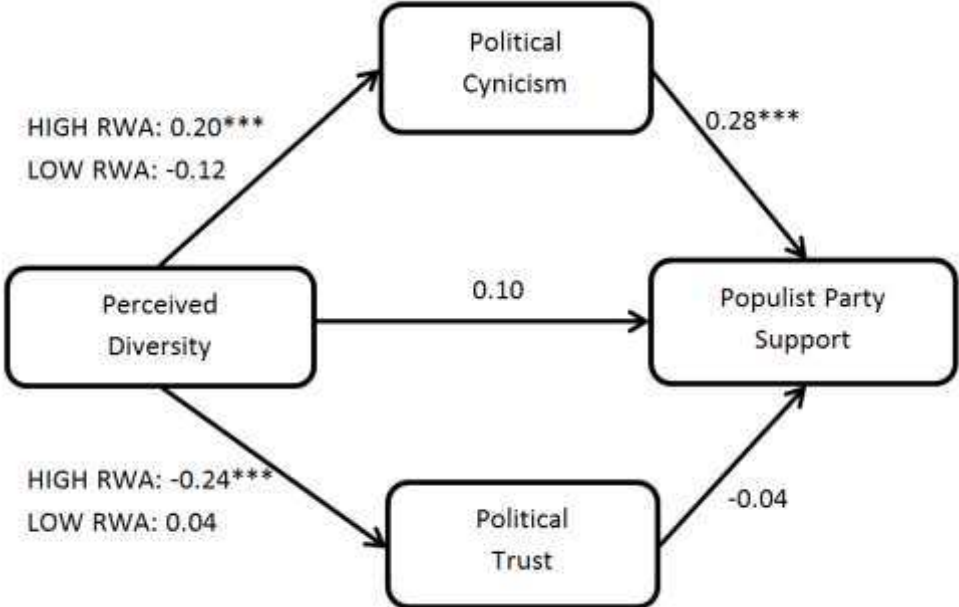 Political
Cynicism
HIGH RWA: 0.20***
LOW RWA: -0.12
0.28***
Perceived
Diversity
0.10
Populist Party
Support
HIGH RWA: -0.24***
LOW RWA: 0.04
Political
Trust
-0.04